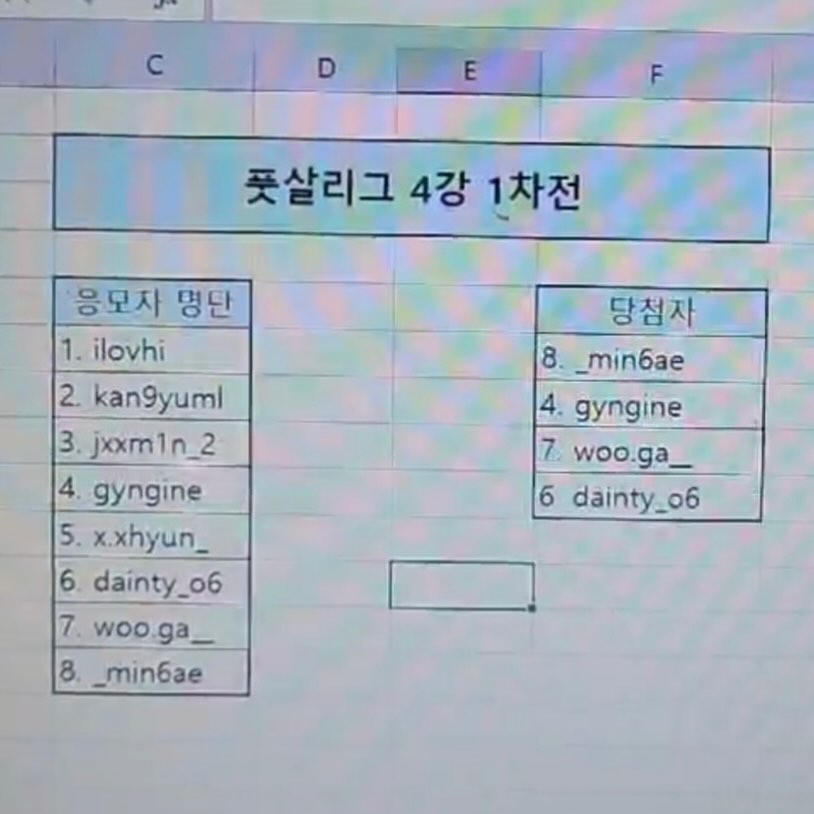 C D E F
풋살리그 4강 1차전
응모자 명단
1. ilovhi
2. kan9yuml
3. jxxm1n_2
4. gyngine
5. x.xhyun_
6. dainty_o6
7. woo.ga__
8. _min6ae
당첨자
8. _min6ae
4. gyngine
7. woo.ga__
6 dainty_o6